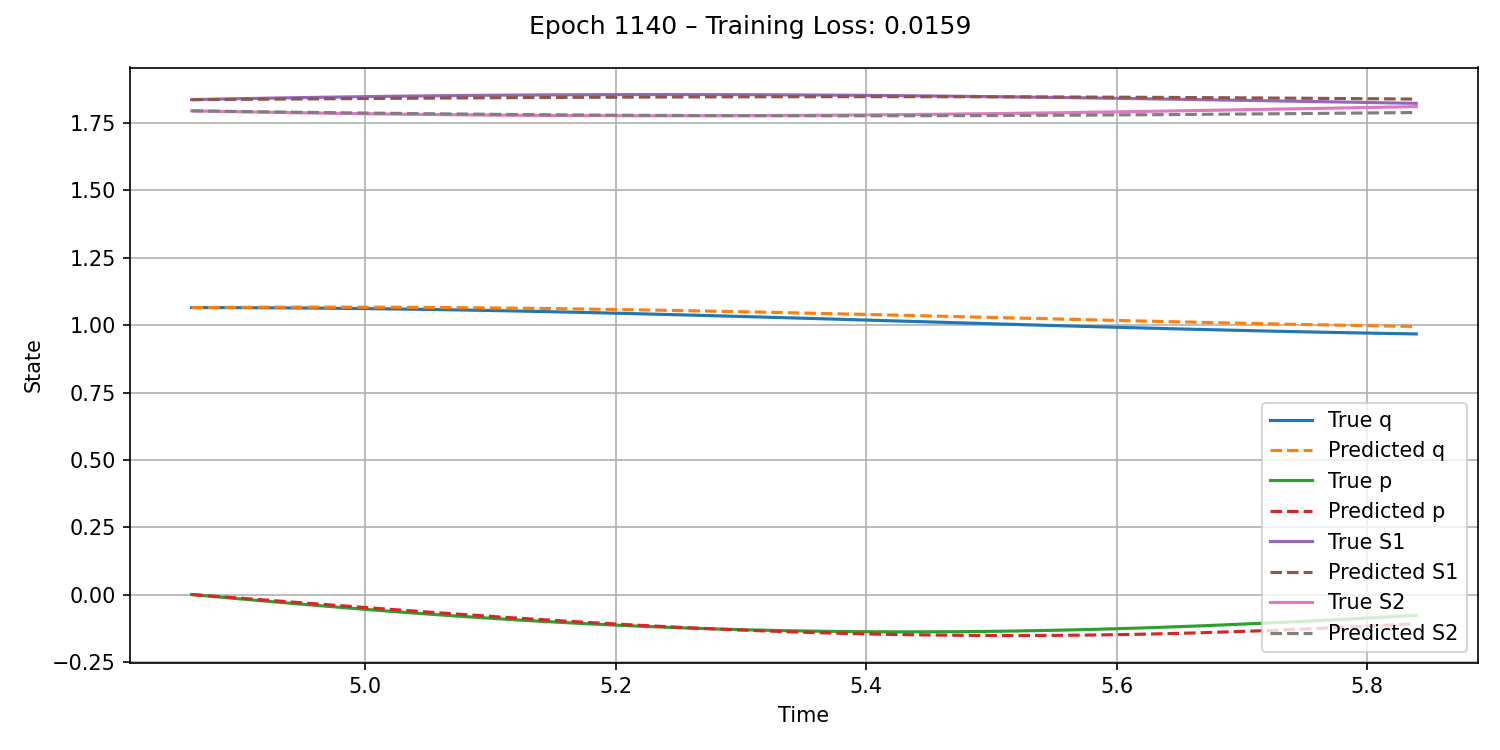 Epoch 1140 – Training Loss: 0.0159
State
1.75
1.50
1.25
1.00
0.75
0.50
0.25
0.00
−0.25
True q
Predicted q
True p
Predicted p
True S1
Predicted S1
True S2
Predicted S2
5.0 5.2 5.4 5.6 5.8
Time